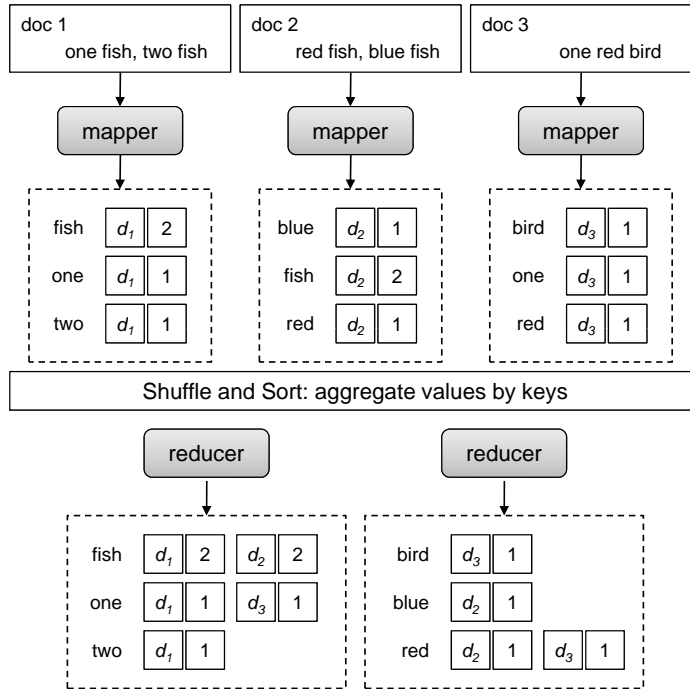 doc 1
one fish, two fish
doc 2
red fish, blue fish
doc 3
one red bird
mapper
mapper
mapper
fish d1 2
one d1 1
two d1 1
blue d2 1
fish d2 2
red d2 1
bird d3 1
one d3 1
red d3 1
Shuffle and Sort: aggregate values by keys
reducer
reducer
fish d1 2 d2 2
one d1 1 d3 1
two d1 1
bird d3 1
blue d2 1
red d2 1 d3 1